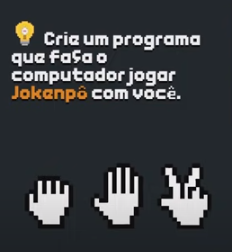 💡 Crie um programa
que faça o
computador jogar
Jokenpô com você.